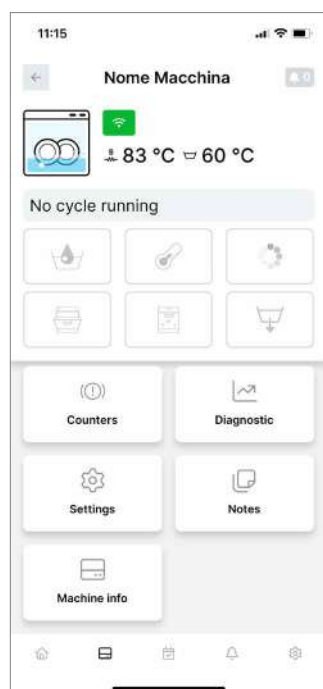 11:15
Nome Macchina
0
83 °C 60 °C
No cycle running
Counters
Diagnostic
Settings
Notes
Machine info